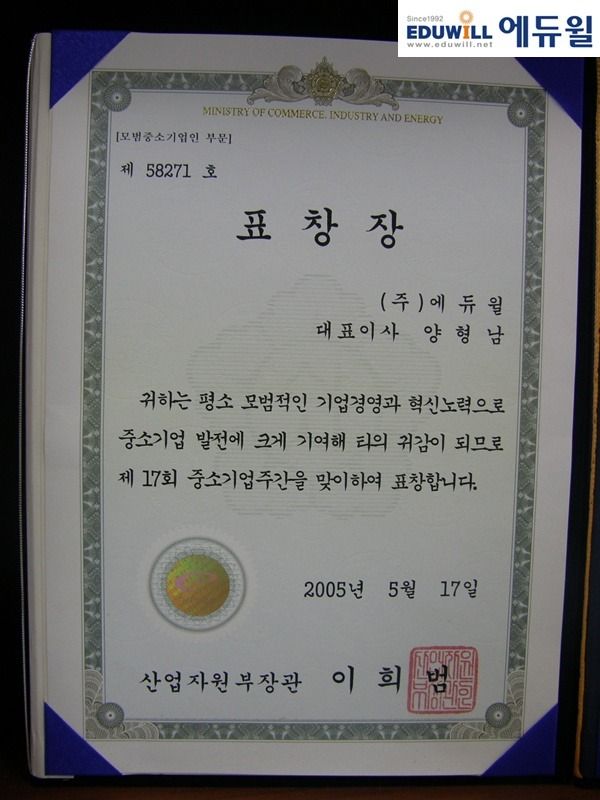 Since1992
EDUWILL 에듀윌
www.eduwill.net
MINISTRY OF COMMERCE, INDUSTRY AND ENERGY
[모범중소기업인 부문]
제 58271 호
표 창 장
(주)에 듀 윌
대표이사 양 형 남
귀하는 평소 모범적인 기업경영과 혁신노력으로
중소기업 발전에 크게 기여해 타의 귀감이 되므로
제 17회 중소기업주간을 맞이하여 표창합니다.
2005년 5월 17일
산업자원부장관 이 희 범